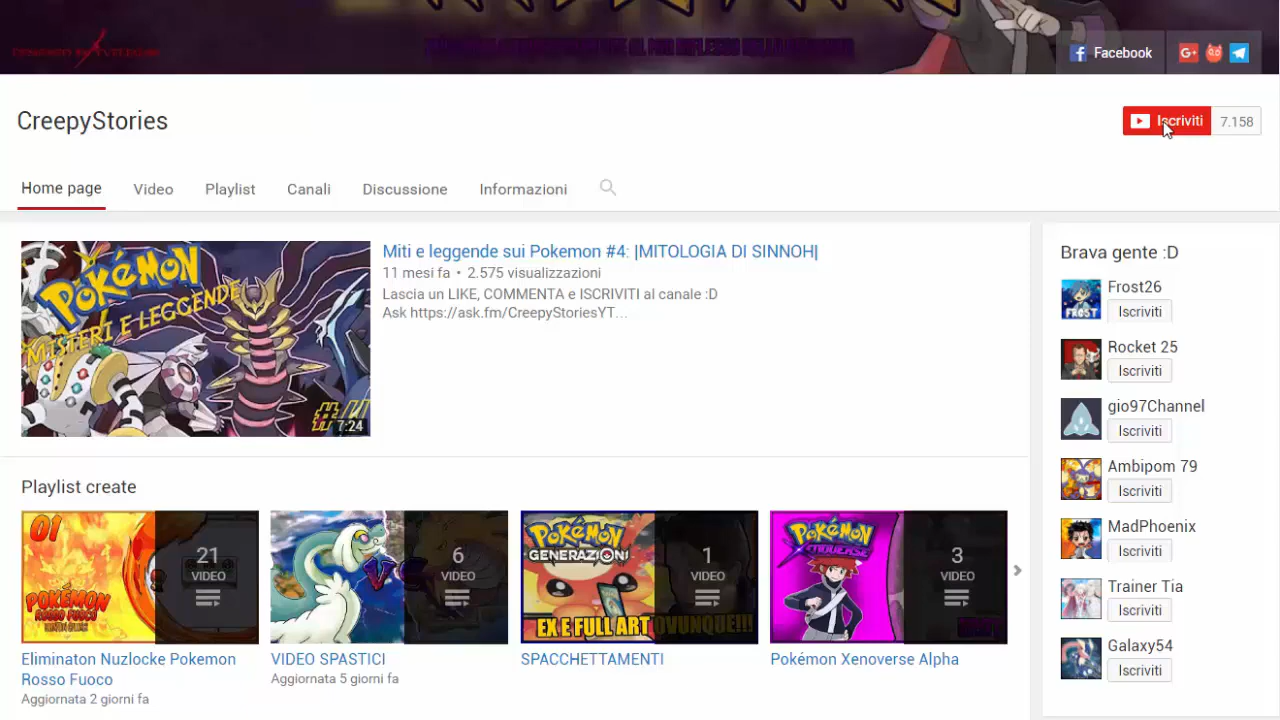 Facebook
CreepyStories
Iscriviti 7.158
Home page Video Playlist Canali Discussione Informazioni
Miti e leggende sui Pokemon #4: |MITOLOGIA DI SINNOH|
11 mesi fa • 2.575 visualizzazioni
Lascia un LIKE, COMMENTA e ISCRIVITI al canale :D
Ask https://ask.fm/CreepyStoriesYT…
POKÉMON
MISTERI E LEGGENDE
#4
7:24
Brava gente :D
Frost26
Iscriviti
Rocket 25
Iscriviti
gio97Channel
Iscriviti
Ambipom 79
Iscriviti
MadPhoenix
Iscriviti
Trainer Tia
Iscriviti
Galaxy54
Iscriviti
FROST
Playlist create
01
POKÉMON
ROSSO FUOCO
21
VIDEO
Eliminaton Nuzlocke Pokemon
Rosso Fuoco
Aggiornata 2 giorni fa
6
VIDEO
VIDEO SPASTICI
Aggiornata 5 giorni fa
POKÉMON
GENERAZIONI
EX E FULL ART OVUNQUE!!!
1
VIDEO
SPACCHETTAMENTI
POKÉMON
XENOVERSE
3
VIDEO
Pokémon Xenoverse Alpha